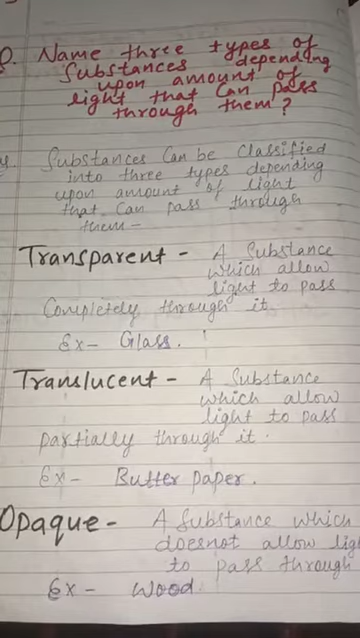 Q. Name three types of
Substances depending
upon amount of
light that Can pass
through them?
Substances Can be Classified
into three types depending
upon amount of light
that Can pass through
them-
Transparent - A Substance
which allow
light to pass
Completely through it
Ex- Glass.
Translucent - A Substance
which allow
light to pass
partially through it.
Ex- Butter paper.
Opaque - A Substance which
doesnot allow ligh
to pass through
Ex- Wood.